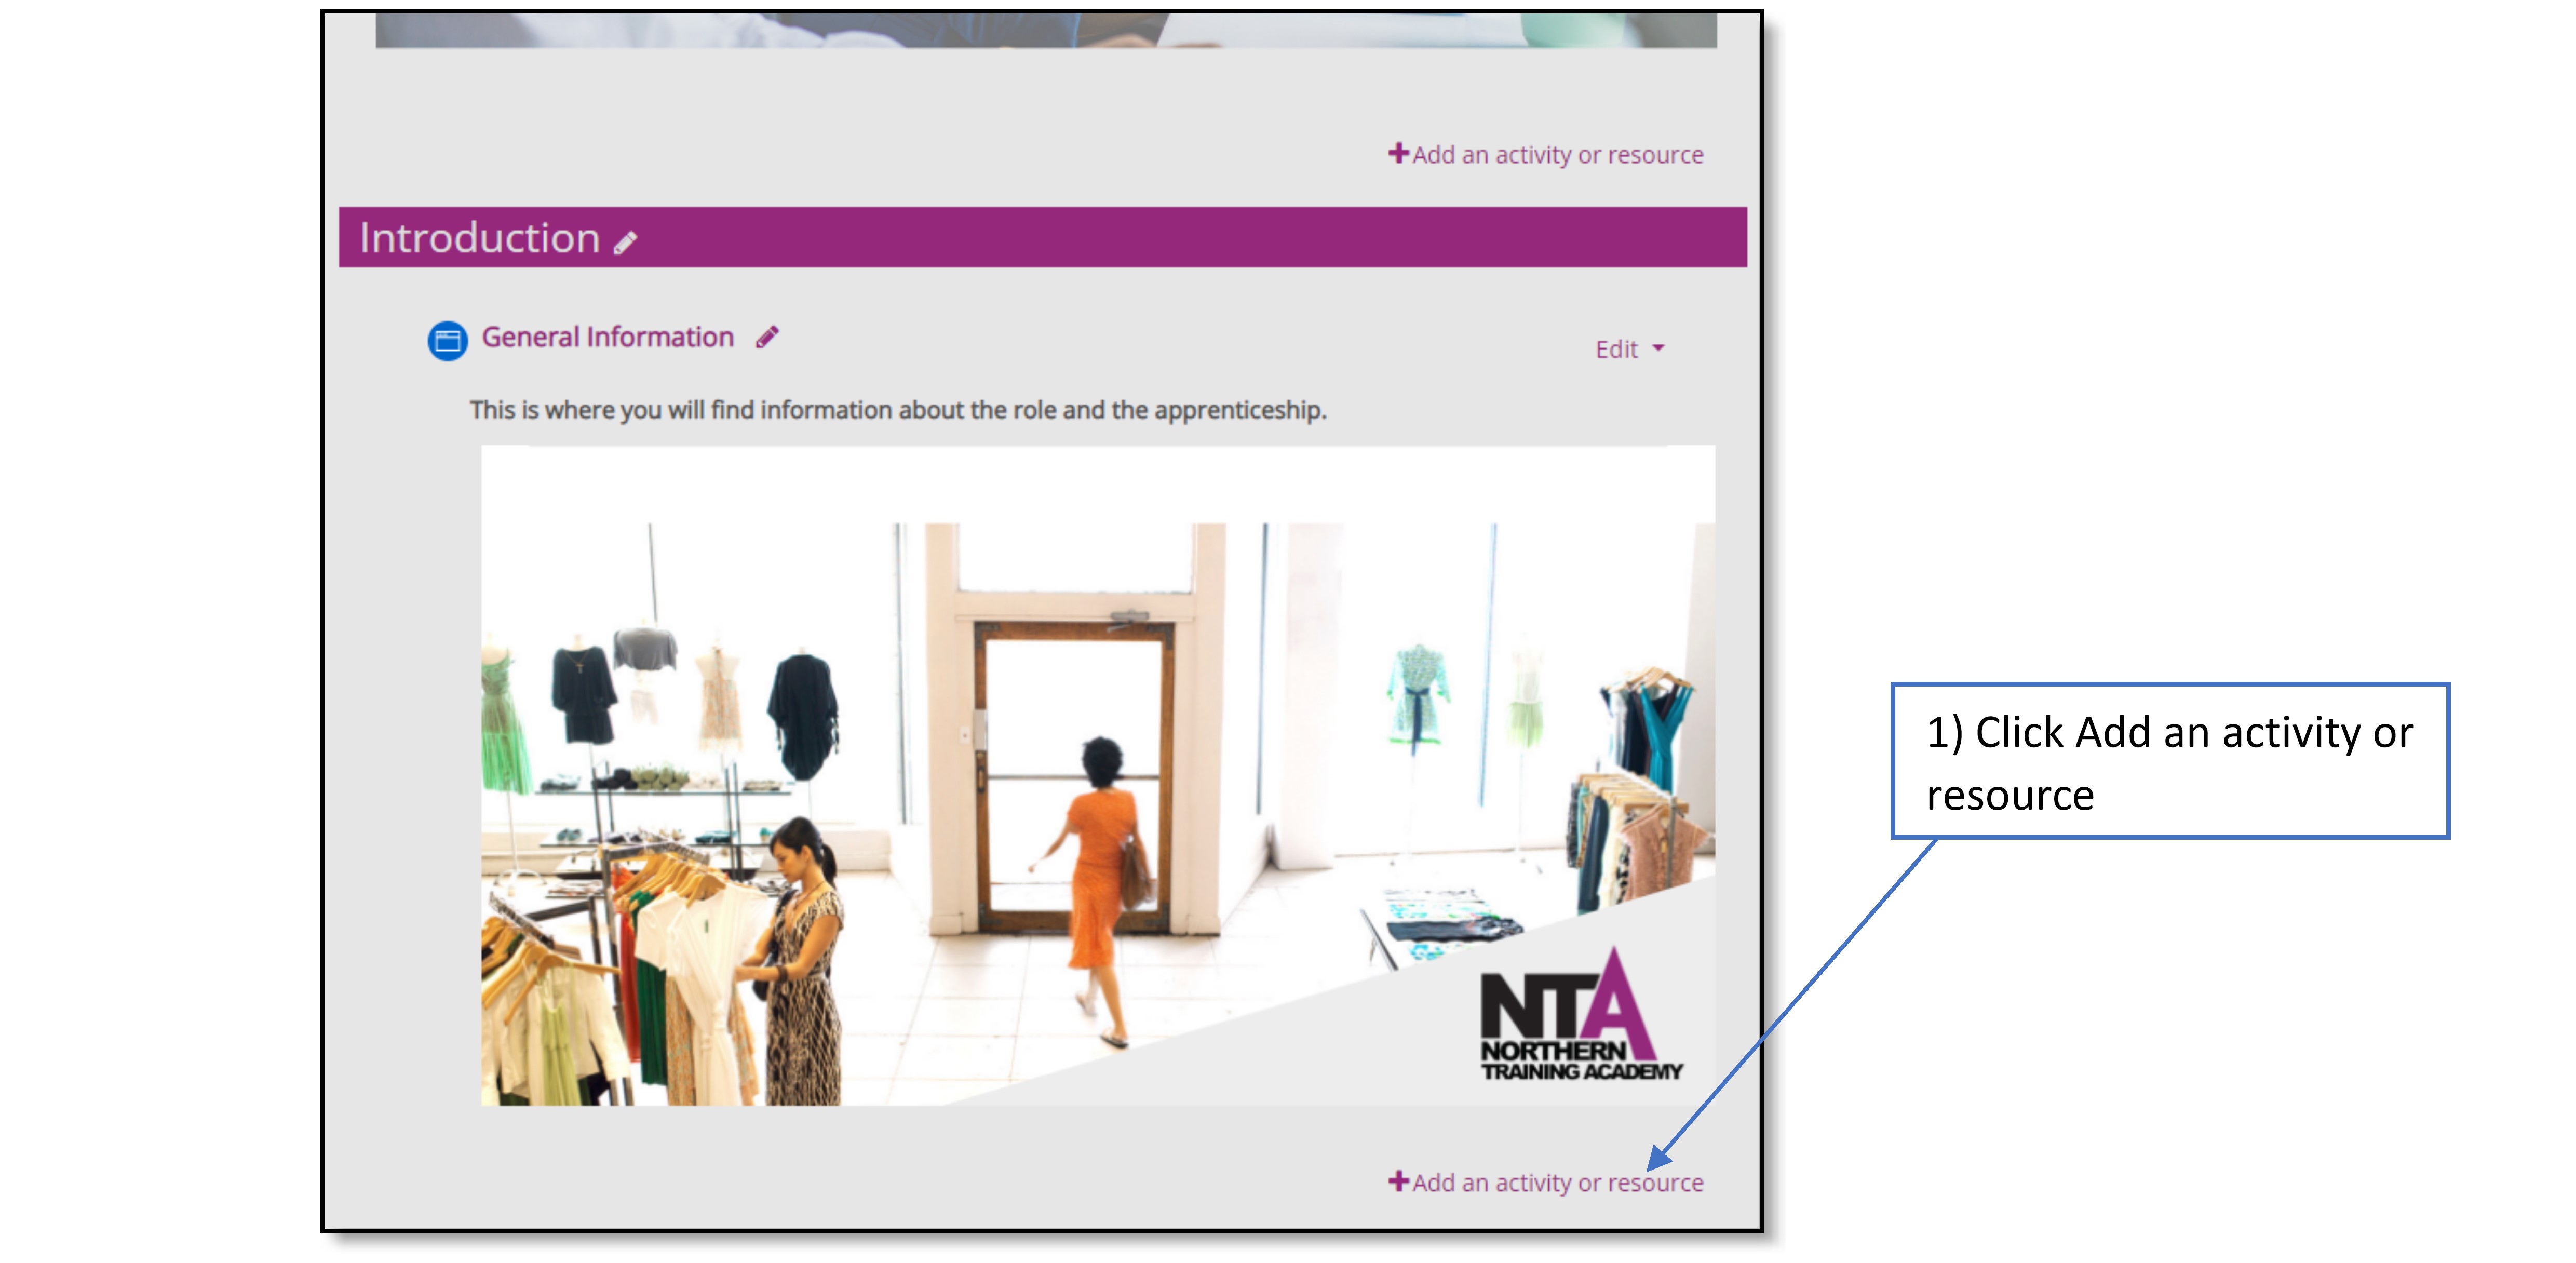 +Add an activity or resource
Introduction
General Information
Edit
This is where you will find information about the role and the apprenticeship.
NTA
NORTHERN
TRAINING ACADEMY
1) Click Add an activity or
resource
+Add an activity or resource